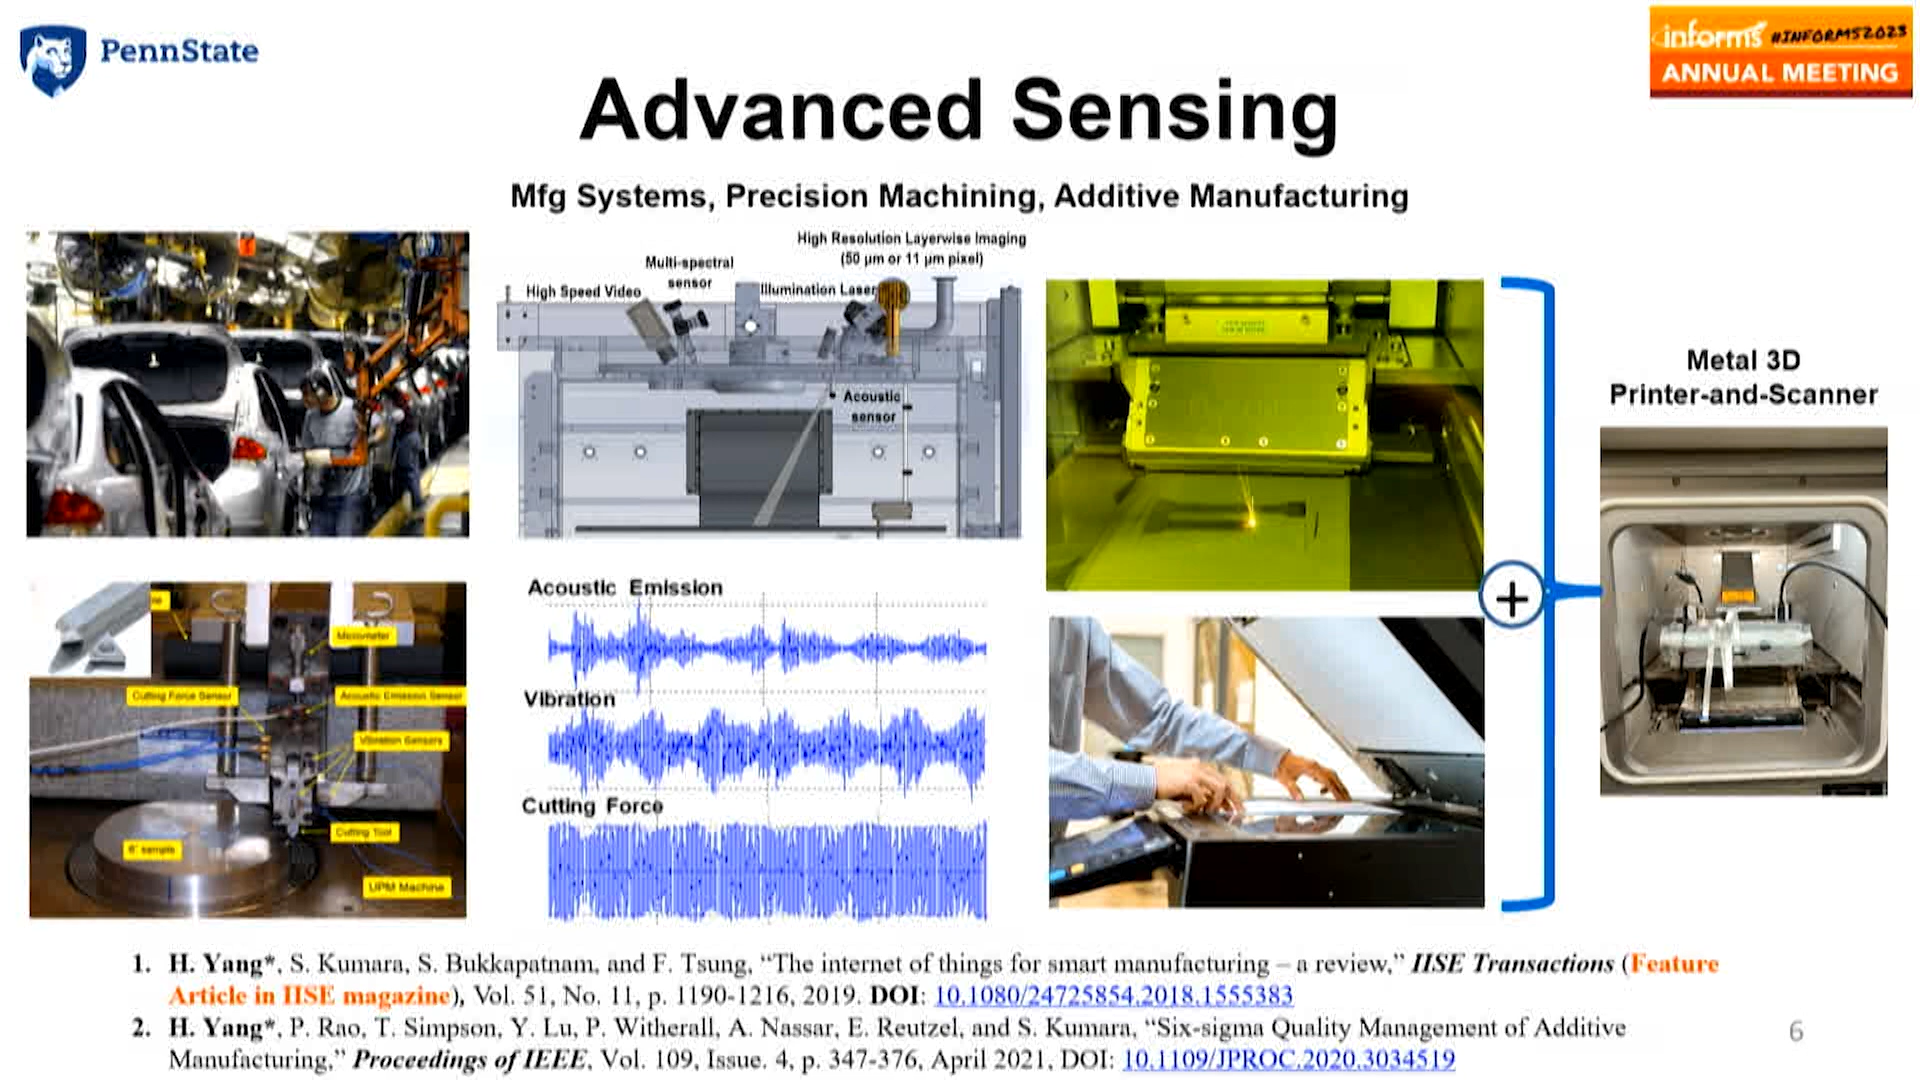 PennState
informs #INFORMS2023
ANNUAL MEETING
Advanced Sensing
Mfg Systems, Precision Machining, Additive Manufacturing
High Resolution Layerwise Imaging
(50 µm or 11 µm pixel)
Multi-spectral
sensor
High Speed Video
Illumination Laser
Acoustic
sensor
Metal 3D
Printer-and-Scanner
+
Micrometer
Cutting Force Sensor
Acoustic Emission Sensor
Vibration Sensors
Cutting Tool
6" sample
UPM Machine
Acoustic Emission
Vibration
Cutting Force
1. H. Yang*, S. Kumara, S. Bukkapatnam, and F. Tsung, “The internet of things for smart manufacturing – a review,” IISE Transactions (Feature
Article in IISE magazine), Vol. 51, No. 11, p. 1190-1216, 2019. DOI: 10.1080/24725854.2018.1555383
2. H. Yang*, P. Rao, T. Simpson, Y. Lu, P. Witherall, A. Nassar, E. Reutzel, and S. Kumara, “Six-sigma Quality Management of Additive
Manufacturing,” Proceedings of IEEE, Vol. 109, Issue. 4, p. 347-376, April 2021, DOI: 10.1109/JPROC.2020.3034519
6